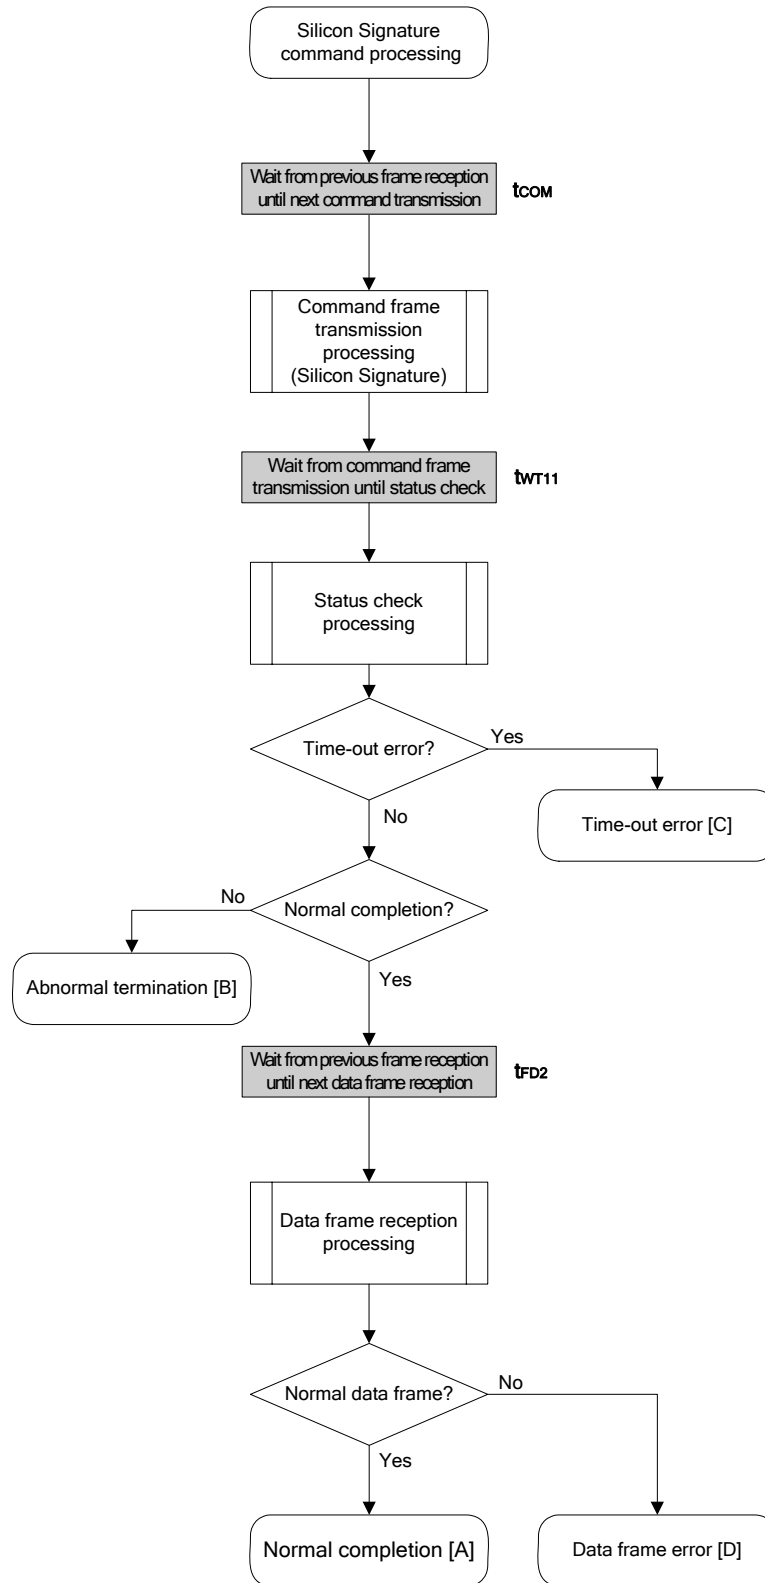 Silicon Signature
command processing
Wait from previous frame reception
until next command transmission
tCOM
Command frame
transmission
processing
(Silicon Signature)
Wait from command frame
transmission until status check
tWT11
Status check
processing
Time-out error?
Yes
Time-out error [C]
No
Normal completion?
No
Abnormal termination [B]
Yes
Wait from previous frame reception
until next data frame reception
tFD2
Data frame reception
processing
Normal data frame?
No
Yes
Normal completion [A]
Data frame error [D]